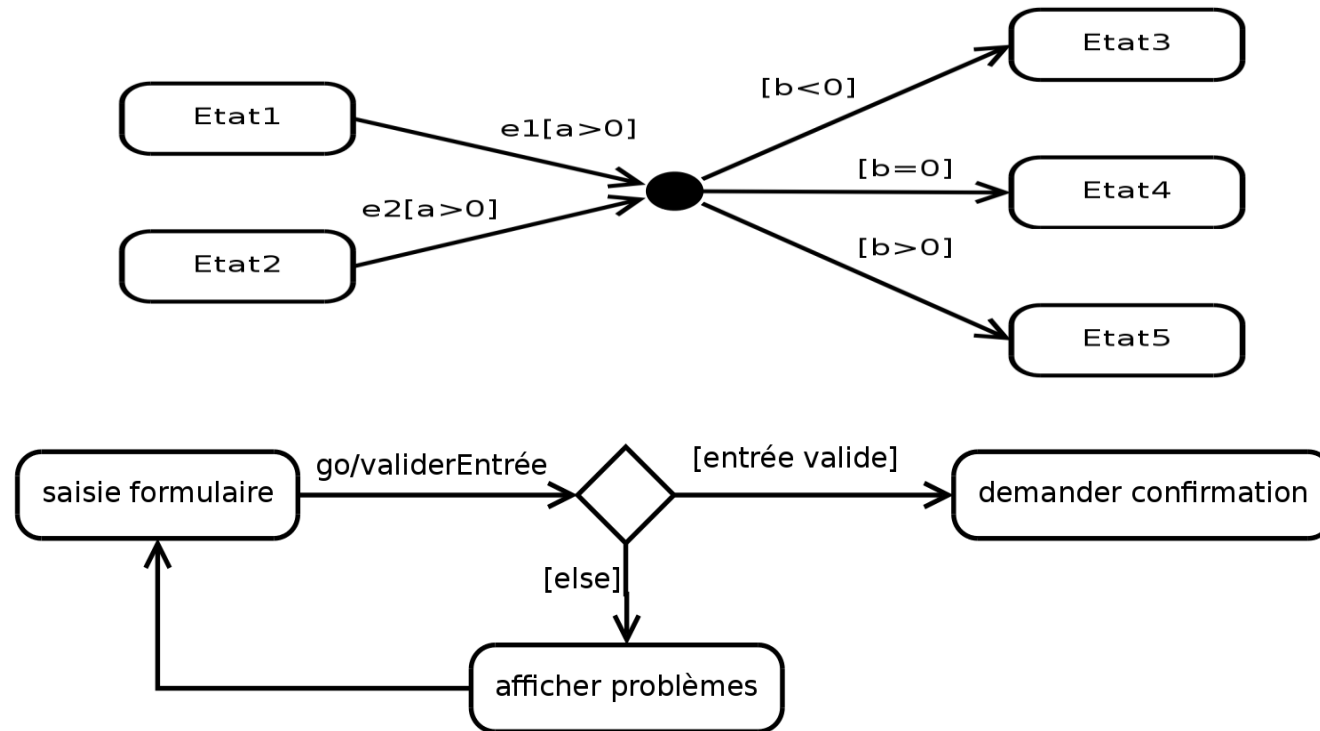 Etat3
[b<0]
Etat1
e1[a>0]
[b=0]
Etat4
e2[a>0]
[b>0]
Etat2
Etat5
go/validerEntrée
[entrée valide]
saisie formulaire
demander confirmation
[else]
afficher problèmes